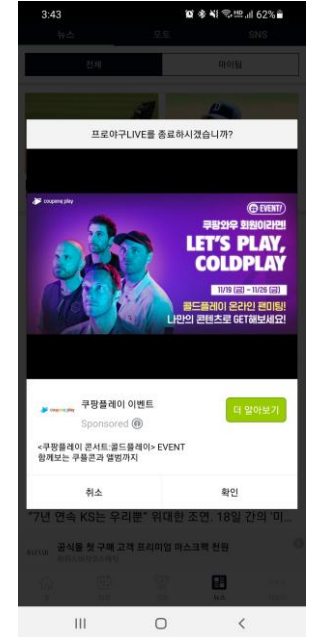 3:43
62%
뉴스
포토
SNS
전체
마이팀
프로야구LIVE를 종료하시겠습니까?
coupang play
EVENT!
쿠팡와우 회원이라면!
LET'S PLAY,
COLDPLAY
11/19 (금) ~ 11/26 (금)
콜드플레이 온라인 팬미팅!
나만의 콘텐츠로 GET해보세요!
coupang play
쿠팡플레이 이벤트
더 알아보기
Sponsored
<쿠팡플레이 콘서트:콜드플레이> EVENT
함께보는 쿠플콘과 앨범까지
취소
확인
"7년 연속 KS는 우리뿐" 위대한 조연, 18일 간의 '미...
공식몰 첫 구매 고객 프리미엄 마스크팩 전원
뉴스